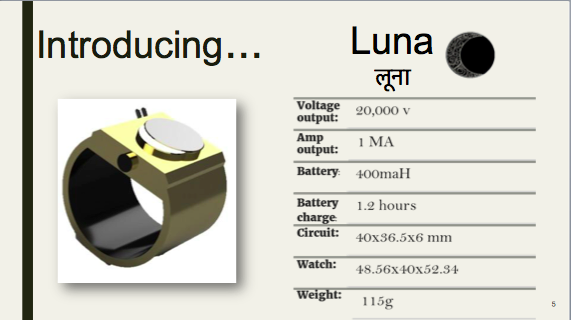 Introducing...
Luna
लूना
Voltage output: 20,000 v
Amp output: 1 MA
Battery: 400maH
Battery charge: 1.2 hours
Circuit: 40x36.5x6 mm
Watch: 48.56x40x52.34
Weight: 115g
5